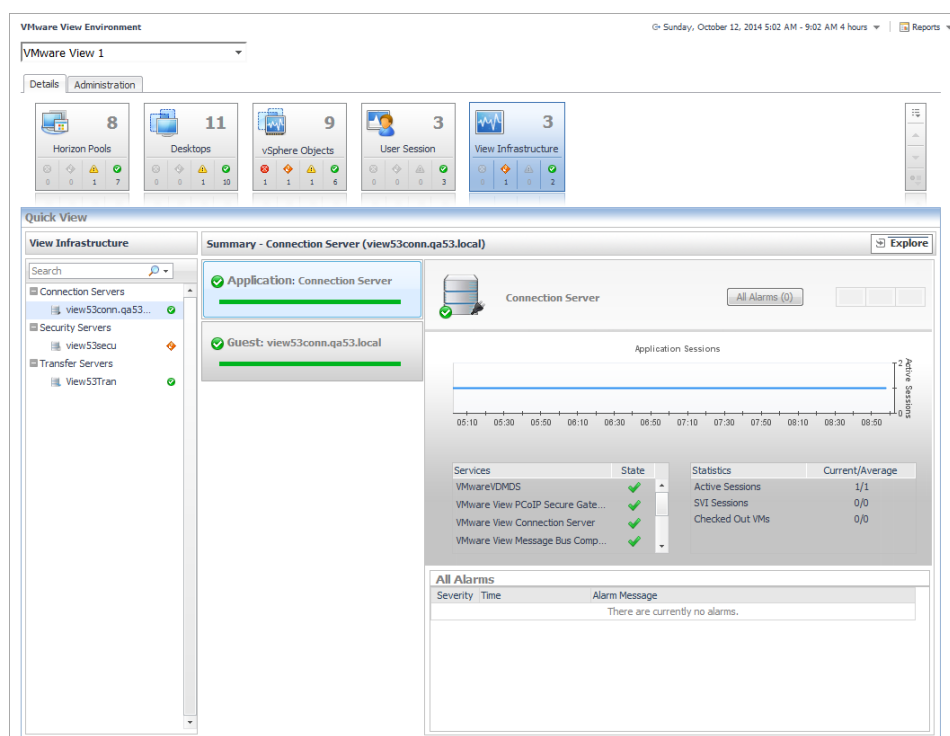 VMware View Environment
Sunday, October 12, 2014 5:02 AM - 9:02 AM 4 hours
Reports
VMware View 1
Details Administration
8 11 9 3 3
Horizon Pools Desktops vSphere Objects User Session View Infrastructure
0 0 1 7 0 0 1 10 1 1 1 6 0 0 0 3 0 1 0 2
Quick View
View Infrastructure
Search
Connection Servers
view53conn.qa53...
Security Servers
view53secu
Transfer Servers
View53Tran
Summary - Connection Server (view53conn.qa53.local)
Explore
Application: Connection Server
Guest: view53conn.qa53.local
Connection Server
All Alarms (0)
Application Sessions
2
Active Sessions
0
05:10 05:30 05:50 06:10 06:30 06:50 07:10 07:30 07:50 08:10 08:30 08:50
Services State
VMwareVDMDS
VMware View PCoIP Secure Gate...
VMware View Connection Server
VMware View Message Bus Comp...
Statistics Current/Average
Active Sessions 1/1
SVI Sessions 0/0
Checked Out VMs 0/0
All Alarms
Severity Time Alarm Message
There are currently no alarms.